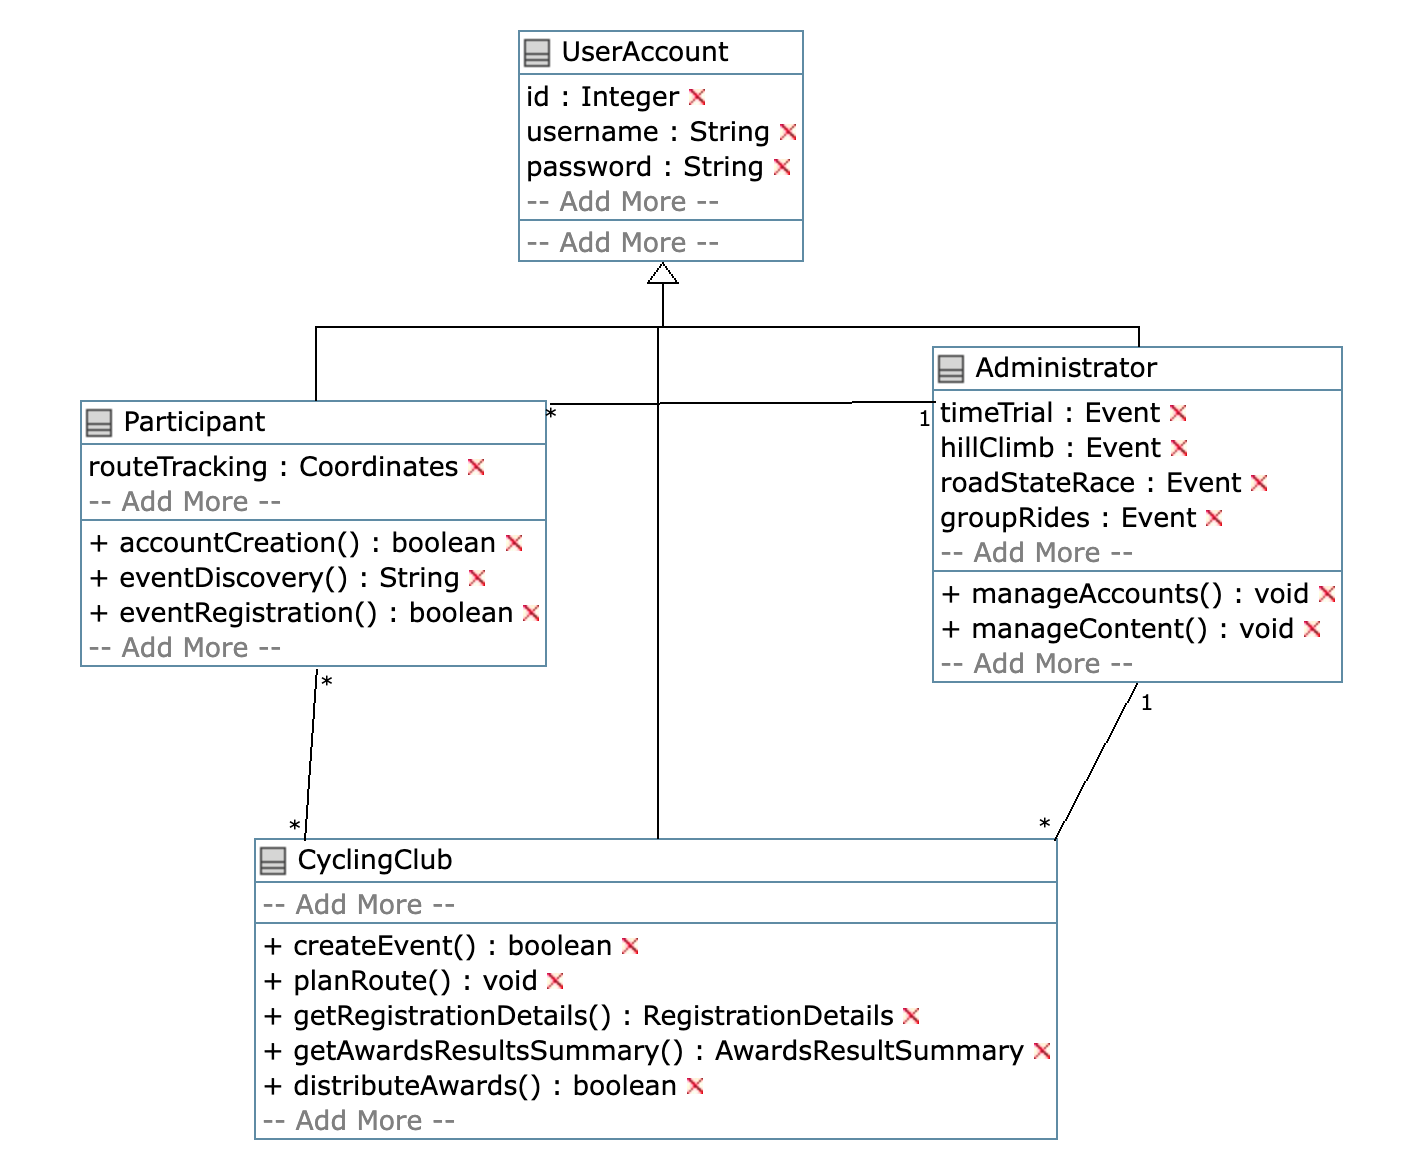 UserAccount
id : Integer
username : String
password : String
-- Add More --
-- Add More --
Participant
routeTracking : Coordinates
-- Add More --
+ accountCreation() : boolean
+ eventDiscovery() : String
+ eventRegistration() : boolean
-- Add More --
*
1
Administrator
timeTrial : Event
hillClimb : Event
roadStateRace : Event
groupRides : Event
-- Add More --
+ manageAccounts() : void
+ manageContent() : void
-- Add More --
*
1
*
*
CyclingClub
-- Add More --
+ createEvent() : boolean
+ planRoute() : void
+ getRegistrationDetails() : RegistrationDetails
+ getAwardsResultsSummary() : AwardsResultSummary
+ distributeAwards() : boolean
-- Add More --